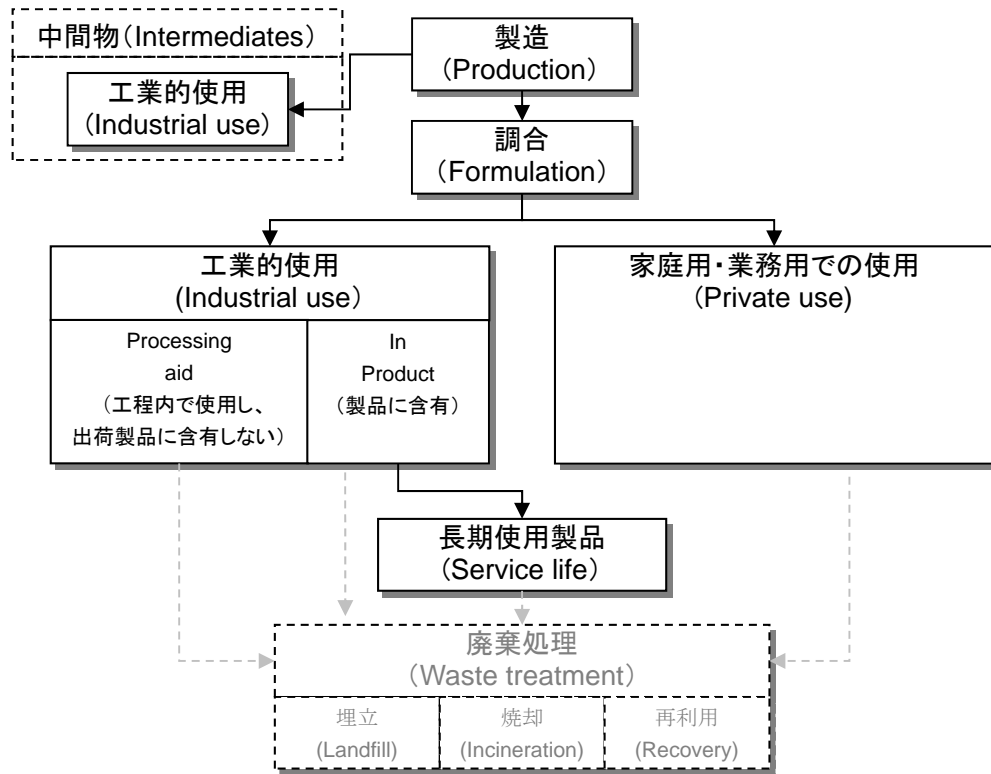 中間物（Intermediates）
工業的使用
(Industrial use)
製造
（Production）
調合
（Formulation）
工業的使用
(Industrial use)
Processing
aid
（工程内で使用し、
出荷製品に含有しない）
In
Product
（製品に含有）
家庭用・業務用での使用
（Private use)
長期使用製品
（Service life）
廃棄処理
（Waste treatment）
埋立
(Landfill)
焼却
(Incineration)
再利用
(Recovery)